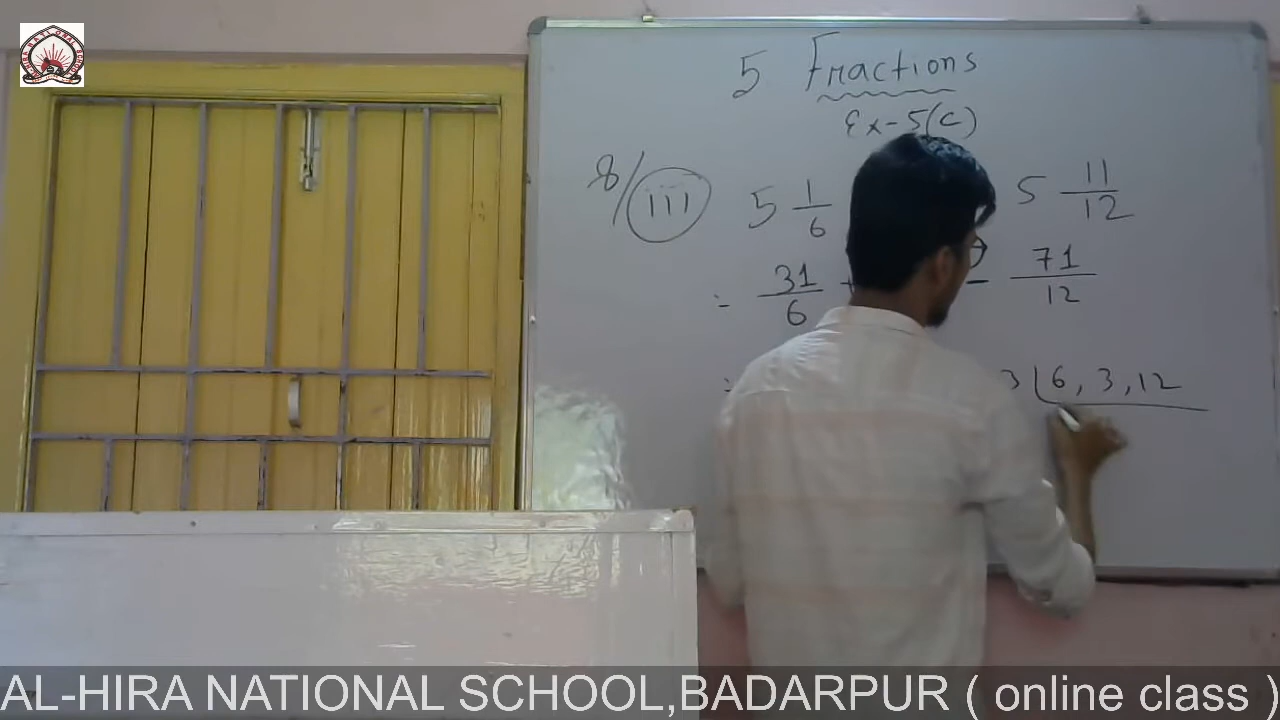 5 Fractions
Ex-5(c)
8/ iii 5 1/6 5 11/12
= 31/6 + - 71/12
= 3 | 6, 3, 12
AL-HIRA NATIONAL SCHOOL,BADARPUR ( online class )